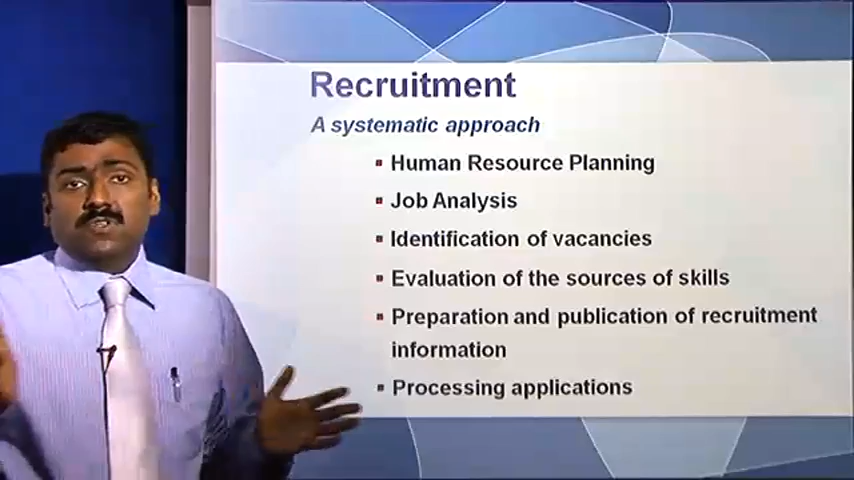 Recruitment
A systematic approach
Human Resource Planning
Job Analysis
Identification of vacancies
Evaluation of the sources of skills
Preparation and publication of recruitment
information
Processing applications